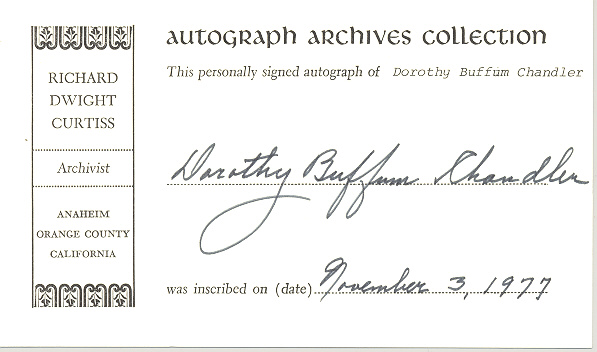 RICHARD
DWIGHT
CURTISS
Archivist
ANAHEIM
ORANGE COUNTY
CALIFORNIA
AUTOGRAPH ARCHIVES COLLECTION
This personally signed autograph of Dorothy Buffum Chandler
Dorothy Buffum Chandler
was inscribed on (date) November 3, 1977